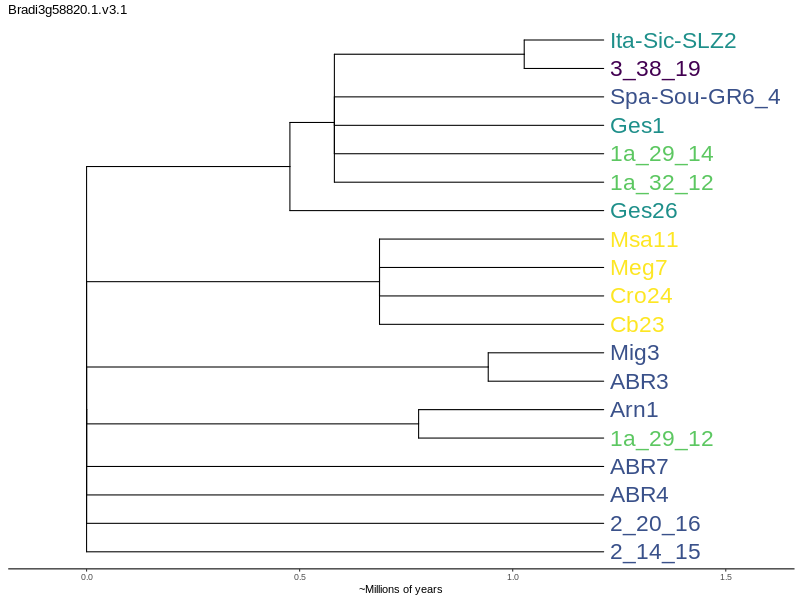 Bradi3g58820.1.v3.1
Ita-Sic-SLZ2
3_38_19
Spa-Sou-GR6_4
Ges1
1a_29_14
1a_32_12
Ges26
Msa11
Meg7
Cro24
Cb23
Mig3
ABR3
Arn1
1a_29_12
ABR7
ABR4
2_20_16
2_14_15
0.0 0.5 1.0 1.5
~Millions of years